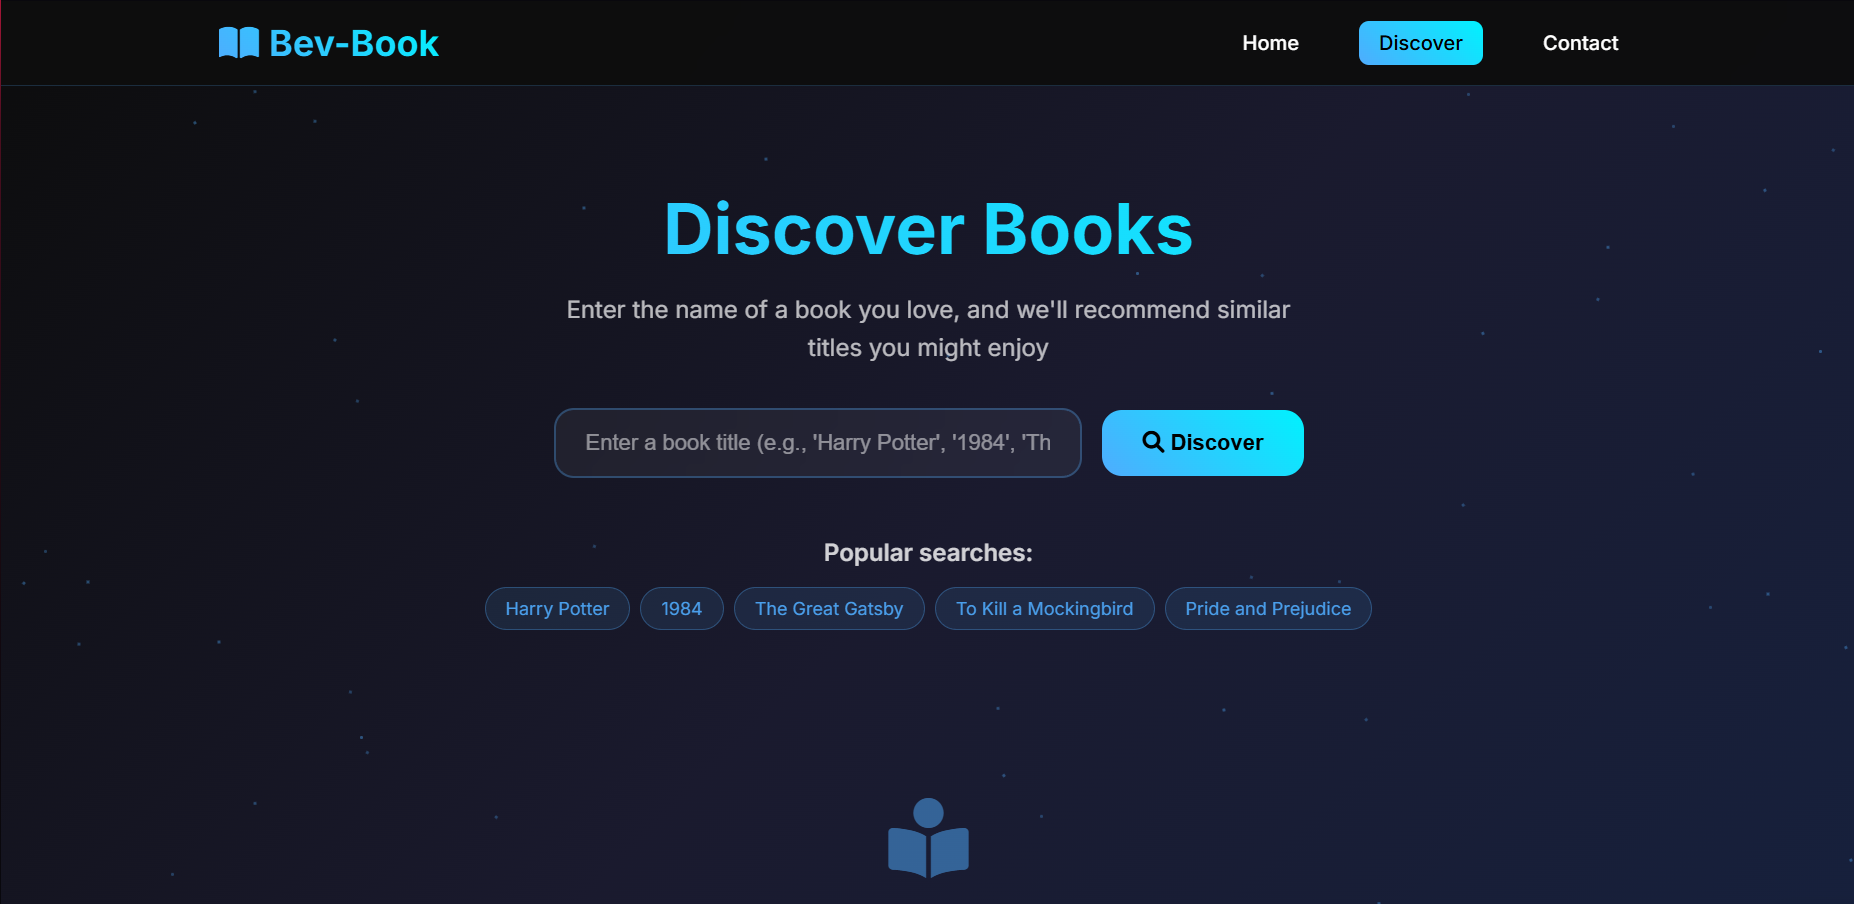 Bev-Book
Home
Discover
Contact
Discover Books
Enter the name of a book you love, and we'll recommend similar
titles you might enjoy
Enter a book title (e.g., 'Harry Potter', '1984', 'Th
Discover
Popular searches:
Harry Potter
1984
The Great Gatsby
To Kill a Mockingbird
Pride and Prejudice